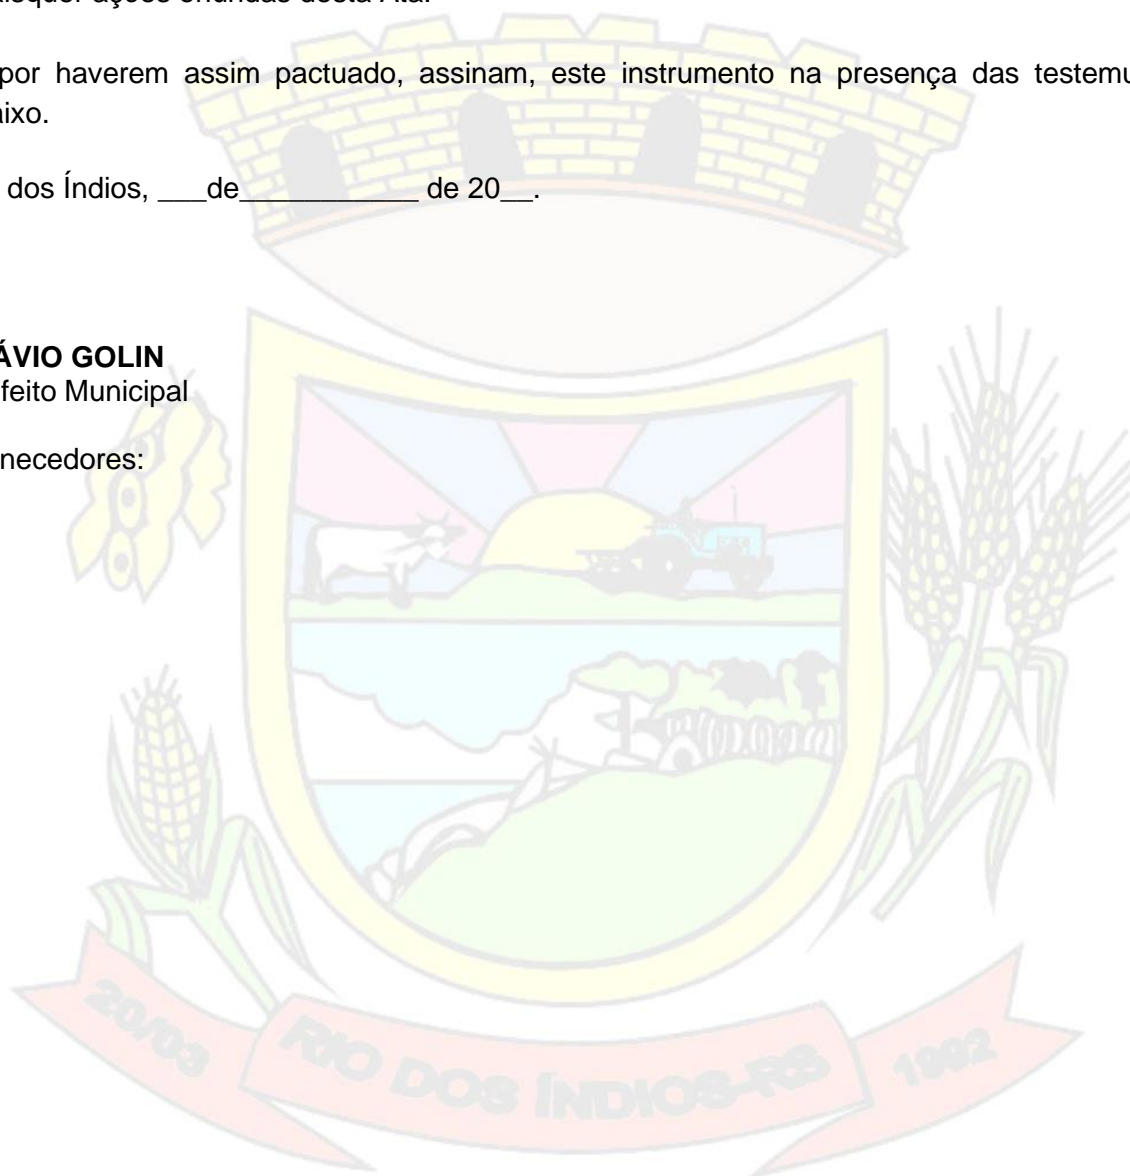 isquer ações oriundas desta Ata.
por haverem assim pactuado, assinam, este instrumento na presença das testemu
aixo.
dos Índios, ___de___________ de 20__.
ÁVIO GOLIN
feito Municipal
necedores:
20/03
RIO DOS ÍNDIOS-RS
1992